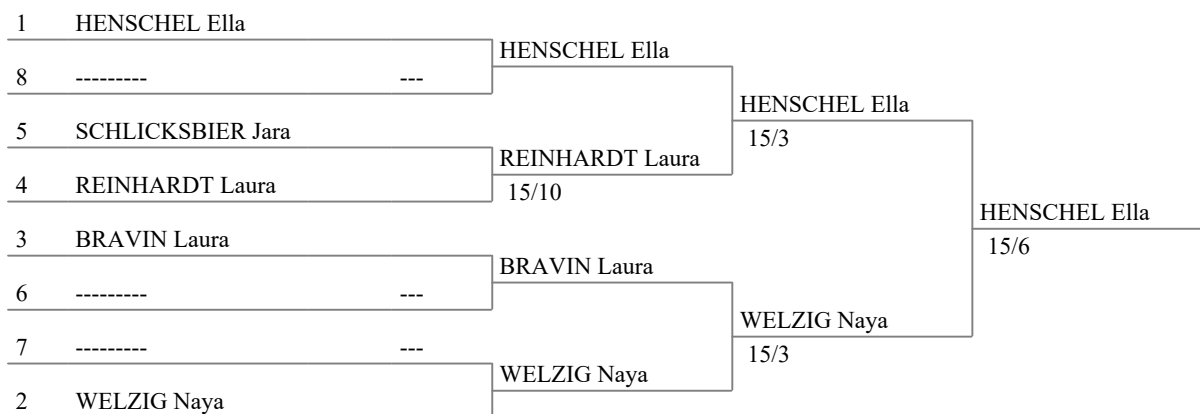 1 HENSCHEL Ella
HENSCHEL Ella
8 --------- ---
HENSCHEL Ella
5 SCHLICKSBIER Jara
15/3
REINHARDT Laura
4 REINHARDT Laura
15/10
HENSCHEL Ella
3 BRAVIN Laura
15/6
BRAVIN Laura
6 --------- ---
WELZIG Naya
7 --------- ---
15/3
WELZIG Naya
2 WELZIG Naya